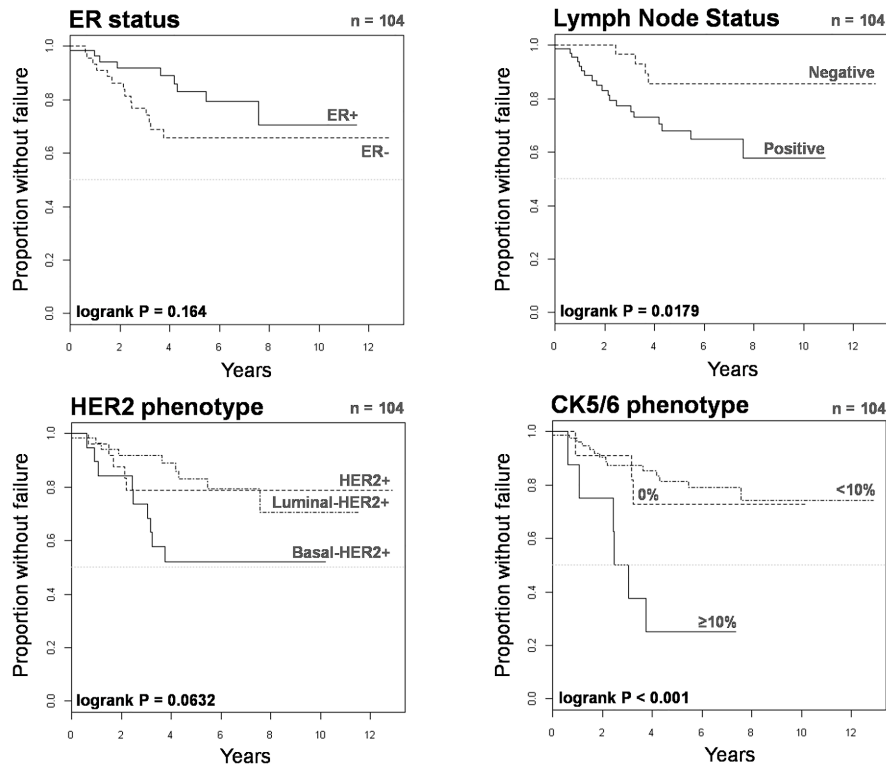 ER status
n = 104
Proportion without failure
1.0
0.8
0.6
0.4
0.2
0.0
ER+
ER-
logrank P = 0.164
0 2 4 6 8 10 12
Years
Lymph Node Status
n = 104
Proportion without failure
1.0
0.8
0.6
0.4
0.2
0.0
Negative
Positive
logrank P = 0.0179
0 2 4 6 8 10 12
Years
HER2 phenotype
n = 104
Proportion without failure
1.0
0.8
0.6
0.4
0.2
0.0
HER2+
Luminal-HER2+
Basal-HER2+
logrank P = 0.0632
0 2 4 6 8 10 12
Years
CK5/6 phenotype
n = 104
Proportion without failure
1.0
0.8
0.6
0.4
0.2
0.0
0%
<10%
≥10%
logrank P < 0.001
0 2 4 6 8 10 12
Years